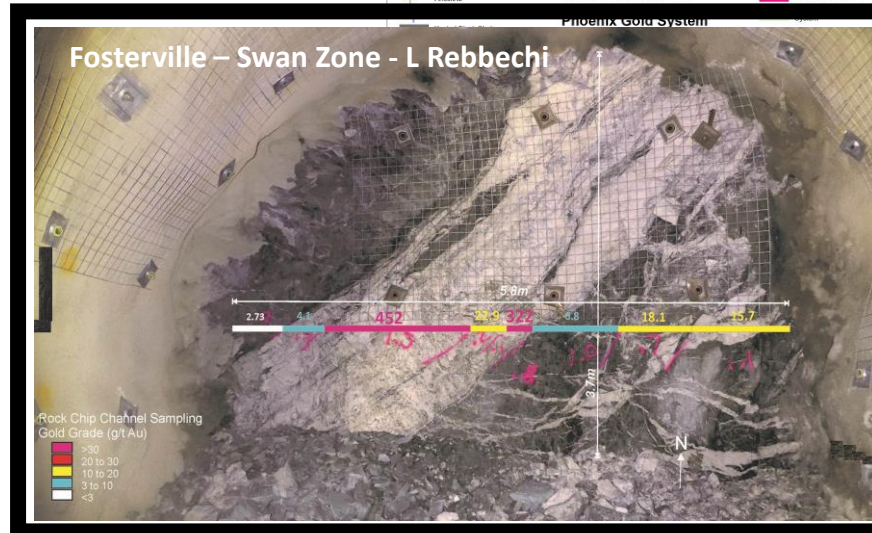 Phoenix Gold System
Fosterville – Swan Zone - L Rebbechi
5.8m
2.73
4.1
452
22.9
322
6.8
18.1
15.7
3.7m
N
Rock Chip Channel Sampling
Gold Grade (g/t Au)
>30
20 to 30
10 to 20
3 to 10
<3